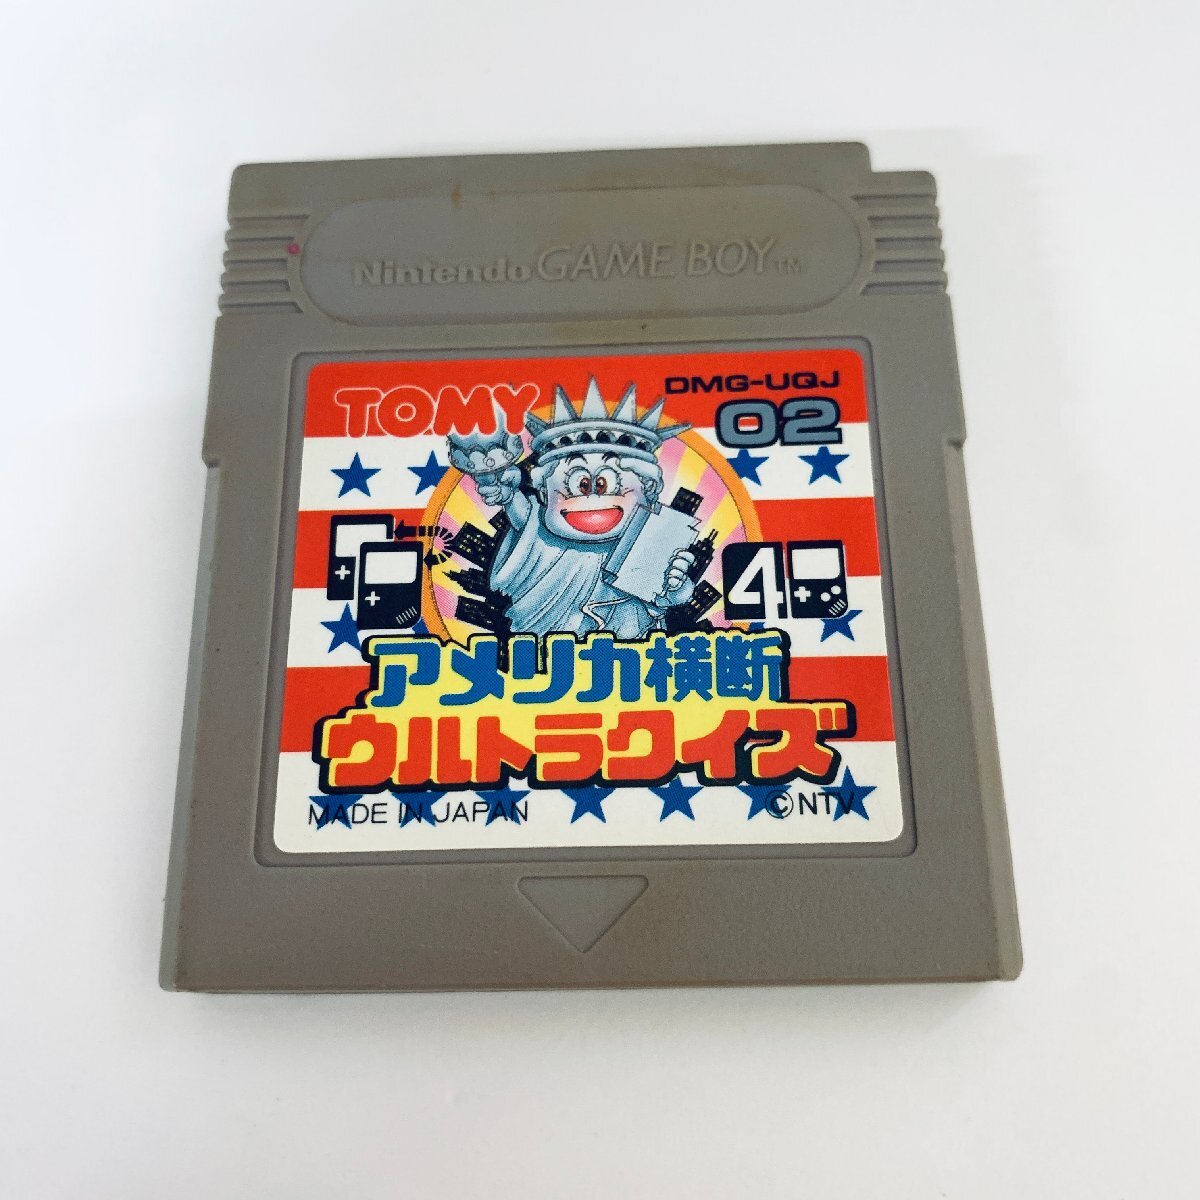 Nintendo GAME BOY™
TOMY
DMG-UQJ
02
4
アメリカ横断
ウルトラクイズ
MADE IN JAPAN
©NTV